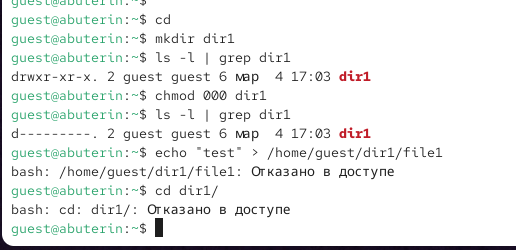 guest@abuterin:~$
guest@abuterin:~$ cd
guest@abuterin:~$ mkdir dir1
guest@abuterin:~$ ls -l | grep dir1
drwxr-xr-x. 2 guest guest 6 мар  4 17:03 dir1
guest@abuterin:~$ chmod 000 dir1
guest@abuterin:~$ ls -l | grep dir1
d---------. 2 guest guest 6 мар  4 17:03 dir1
guest@abuterin:~$ echo "test" > /home/guest/dir1/file1
bash: /home/guest/dir1/file1: Отказано в доступе
guest@abuterin:~$ cd dir1/
bash: cd: dir1/: Отказано в доступе
guest@abuterin:~$